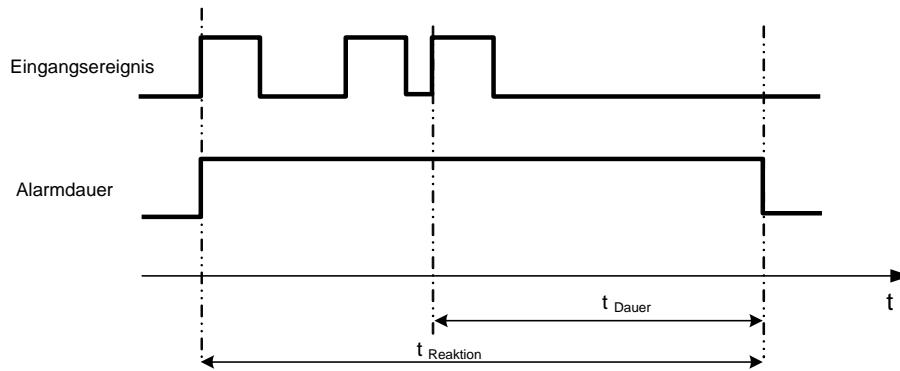 Eingangsereignis
Alarmdauer
t
t Dauer
t Reaktion